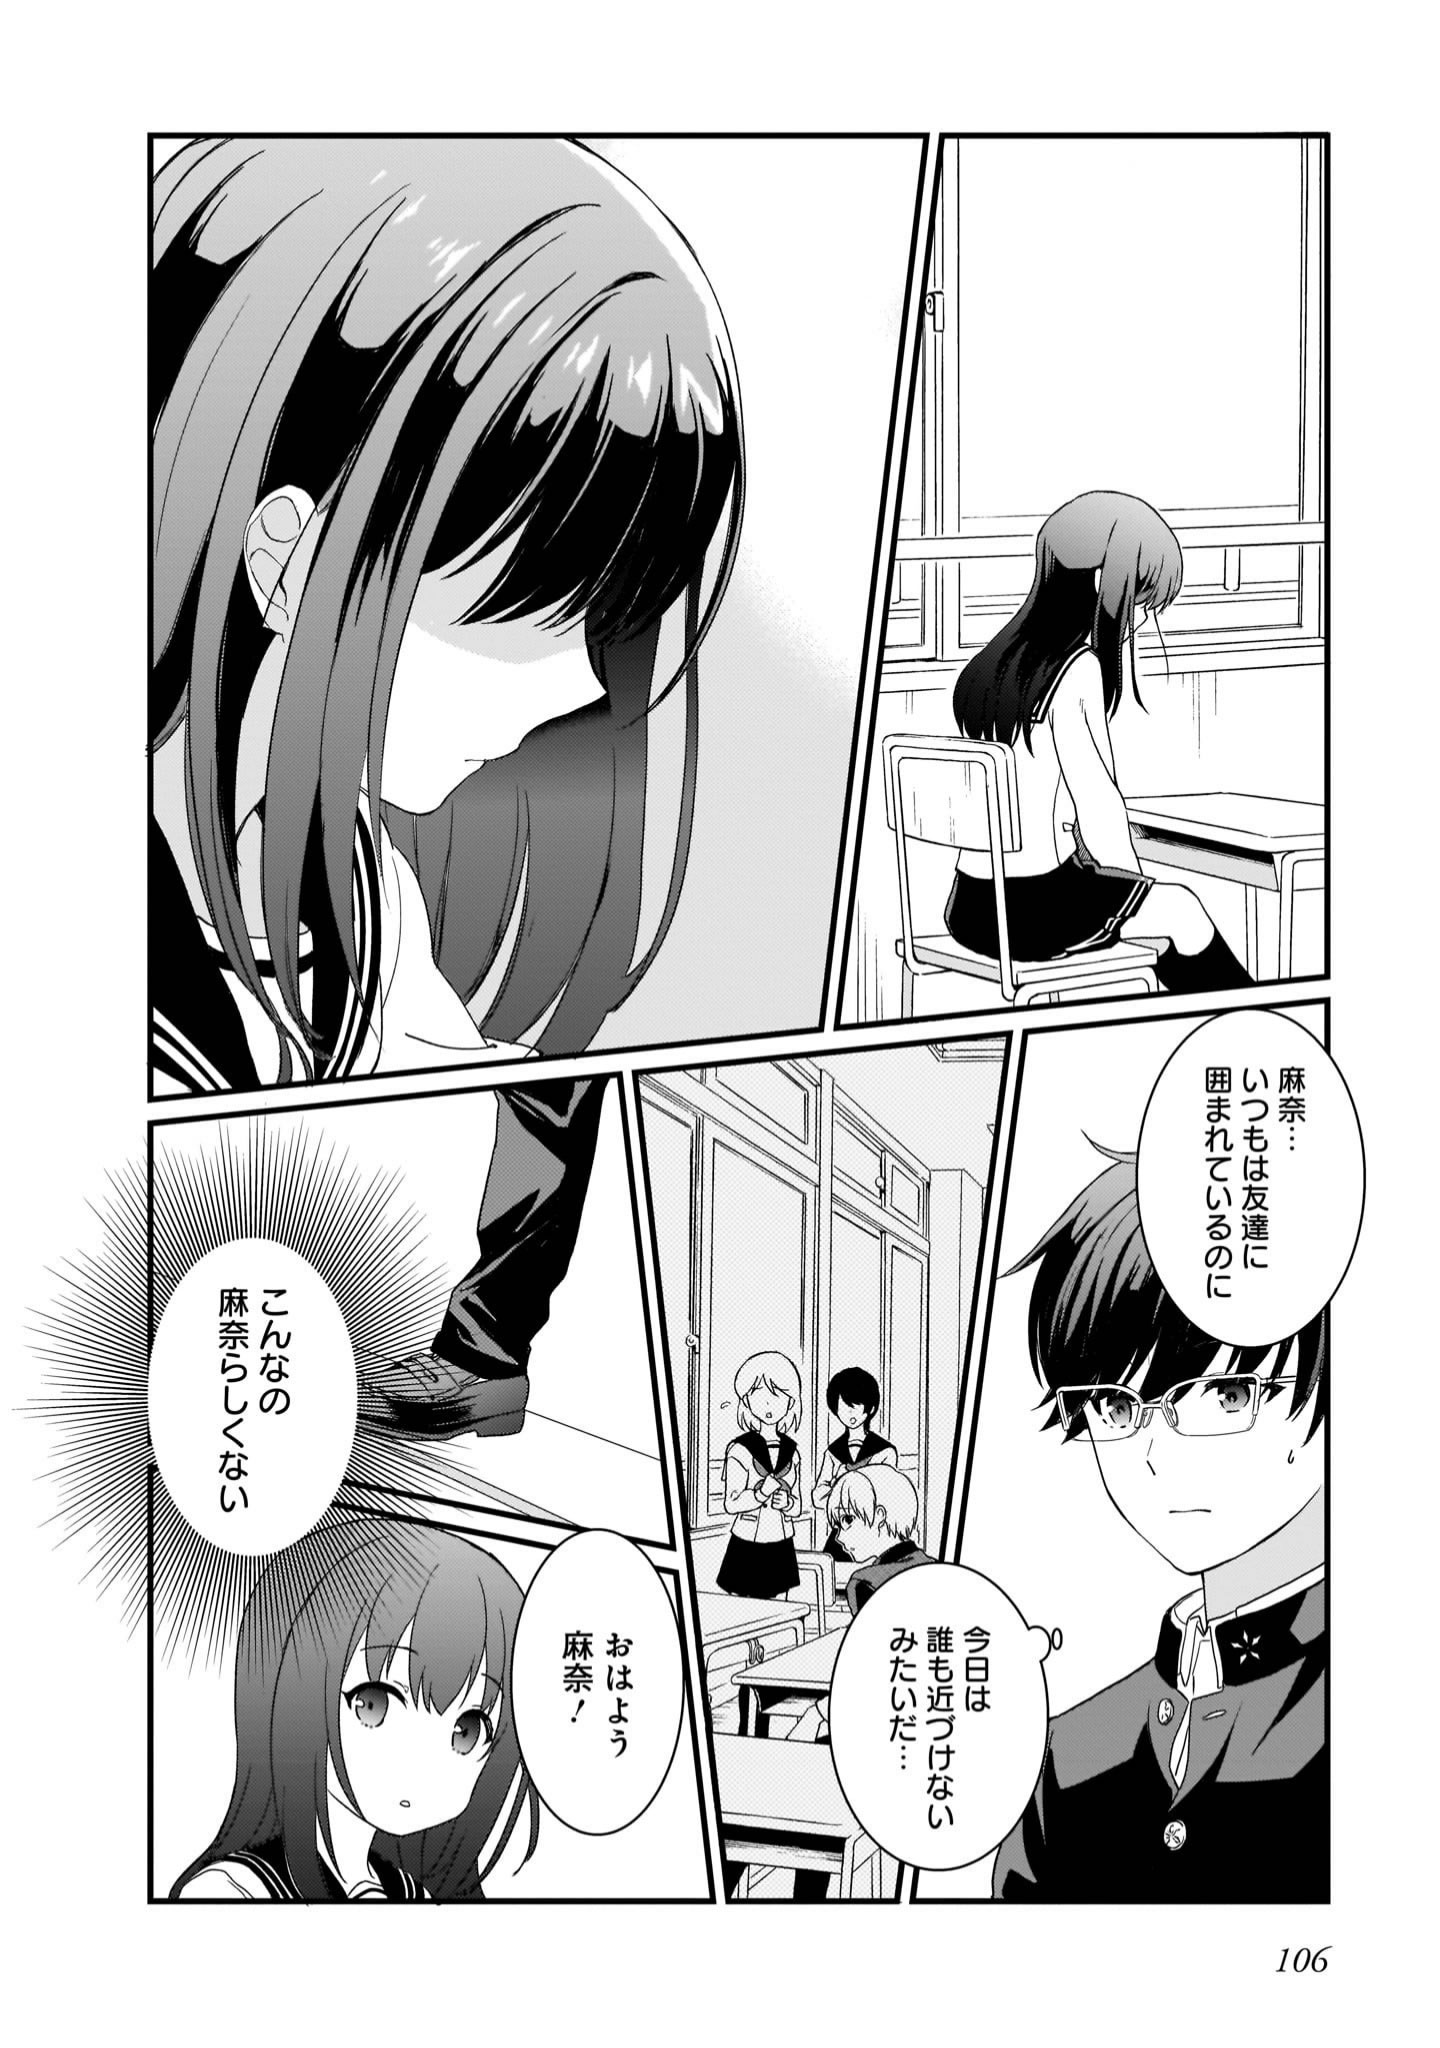 麻奈…
いつもは友達に
囲まれているのに
今日は
誰も近づけない
みたいだ…
こんなの
麻奈らしくない
おはよう
麻奈！
106